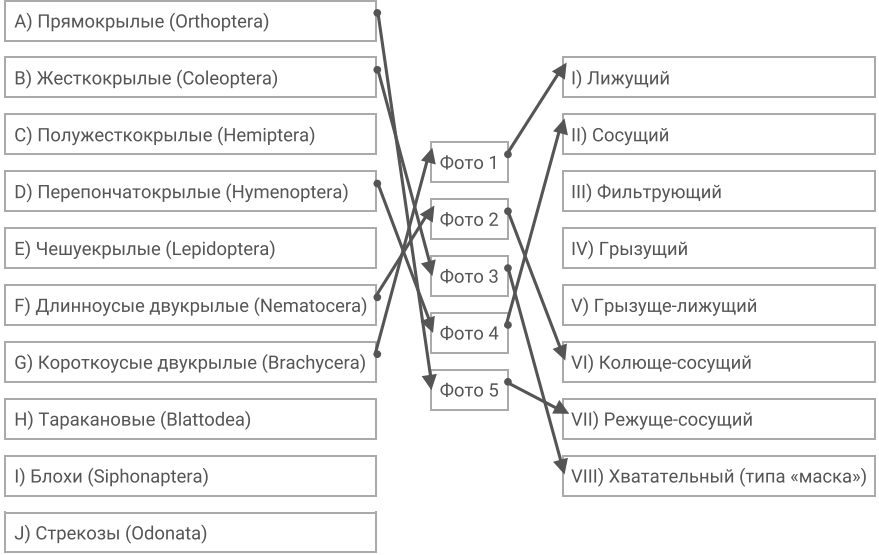 A) Прямокрылые (Orthoptera)
B) Жесткокрылые (Coleoptera)
C) Полужесткокрылые (Hemiptera)
D) Перепончатокрылые (Hymenoptera)
E) Чешуекрылые (Lepidoptera)
F) Длинноусые двукрылые (Nematocera)
G) Короткоусые двукрылые (Brachycera)
H) Таракановые (Blattodea)
I) Блохи (Siphonaptera)
J) Стрекозы (Odonata)
Фото 1
Фото 2
Фото 3
Фото 4
Фото 5
I) Лижущий
II) Сосущий
III) Фильтрующий
IV) Грызущий
V) Грызуще-лижущий
VI) Колюще-сосущий
VII) Режуще-сосущий
VIII) Хватательный (типа «маска»)